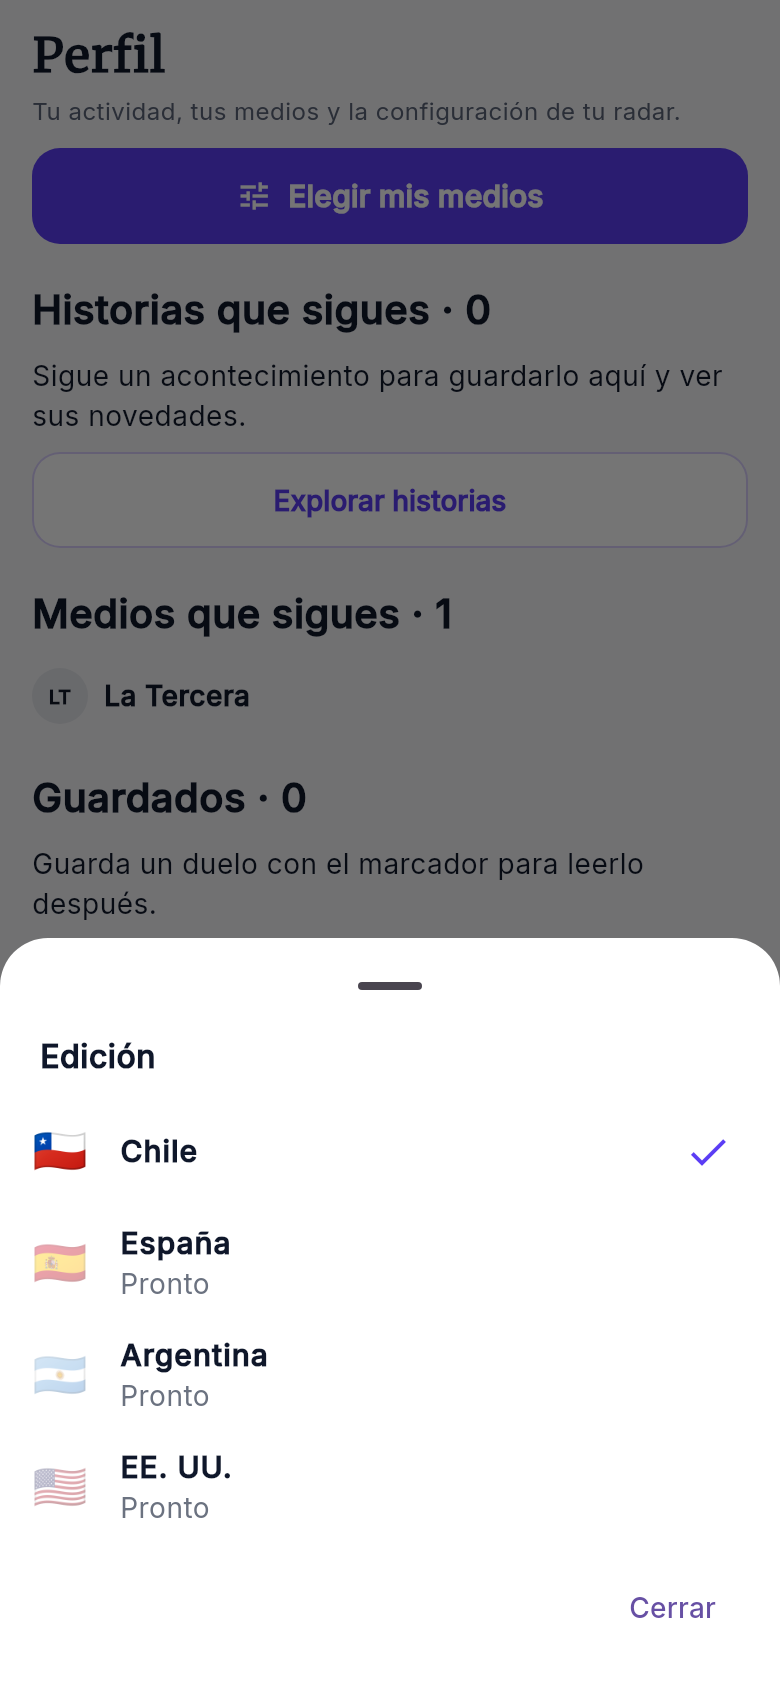 Perfil
Tu actividad, tus medios y la configuración de tu radar.
Elegir mis medios
Historias que sigues · 0
Sigue un acontecimiento para guardarlo aquí y ver
sus novedades.
Explorar historias
Medios que sigues · 1
LT La Tercera
Guardados · 0
Guarda un duelo con el marcador para leerlo
después.
Edición
Chile
España
Pronto
Argentina
Pronto
EE. UU.
Pronto
Cerrar